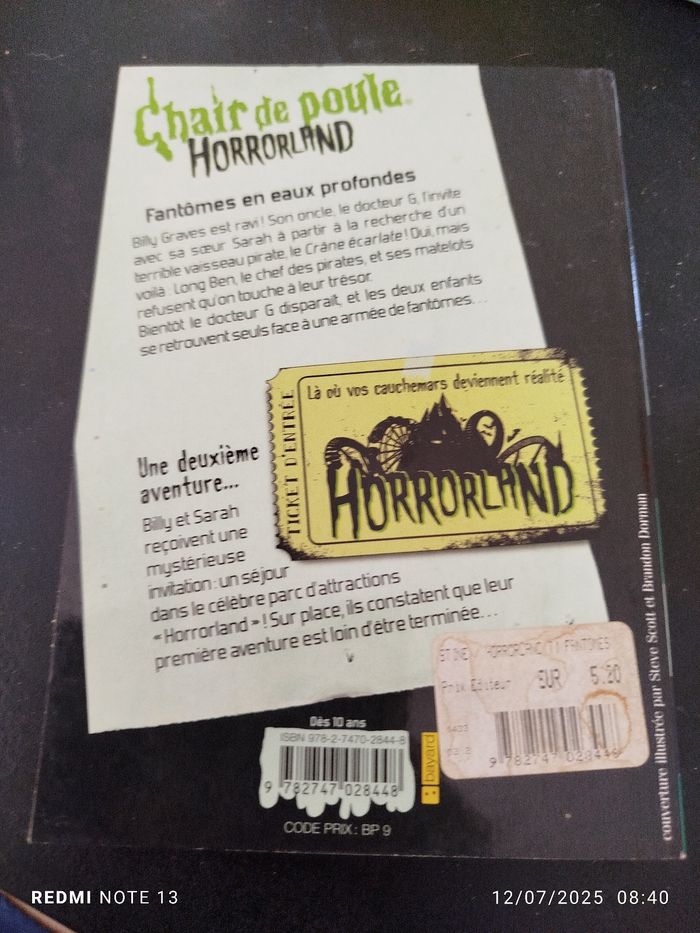 Chair de poule
HORRORLAND
Fantômes en eaux profondes
Billy Graves est ravi ! Son oncle, le docteur G, l'invite
avec sa sœur Sarah à partir à la recherche d'un
terrible vaisseau pirate, le Crâne écarlate ! Oui, mais
voilà : Long Ben, le chef des pirates, et ses matelots
refusent qu'on touche à leur trésor.
Bientôt le docteur G disparaît, et les deux enfants
se retrouvent seuls face à une armée de fantômes...
TICKET D'ENTRÉE
Là où vos cauchemars deviennent réalité
HORRORLAND
Une deuxième
aventure...
Billy et Sarah
reçoivent une
mystérieuse
invitation : un séjour
dans le célèbre parc d'attractions
« Horrorland » ! Sur place, ils constatent que leur
première aventure est loin d'être terminée...
STINE HORRORLAND FANTOMES
Prix Editeur EUR 5.20
9 782747 028448
Dès 10 ans
ISBN 978-2-7470-2844-8
9 782747 028448
CODE PRIX : BP 9
bayard
couverture illustrée par Steve Scott et Brandon Dorman
REDMI NOTE 13
12/07/2025 08:40